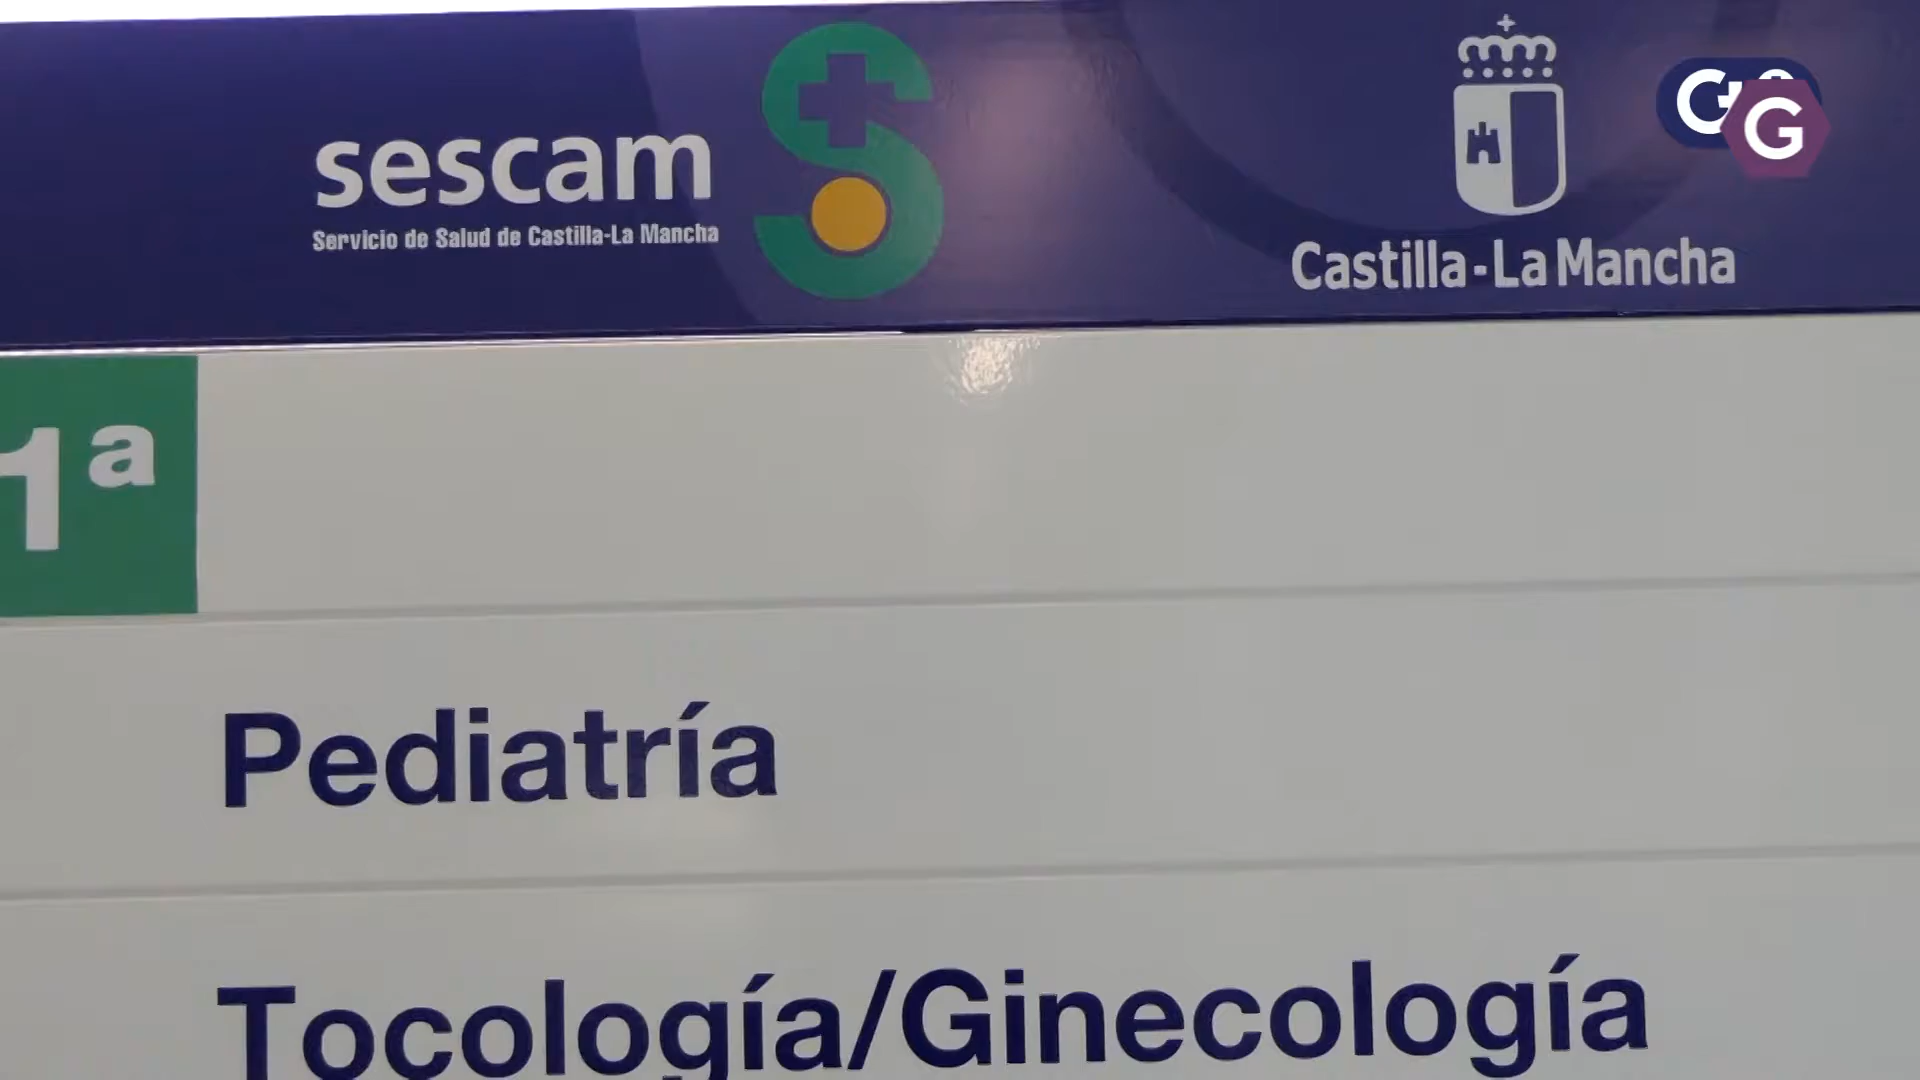 sescam
Servicio de Salud de Castilla-La Mancha
Castilla-La Mancha
G
1ª
Pediatría
Tocología/Ginecología